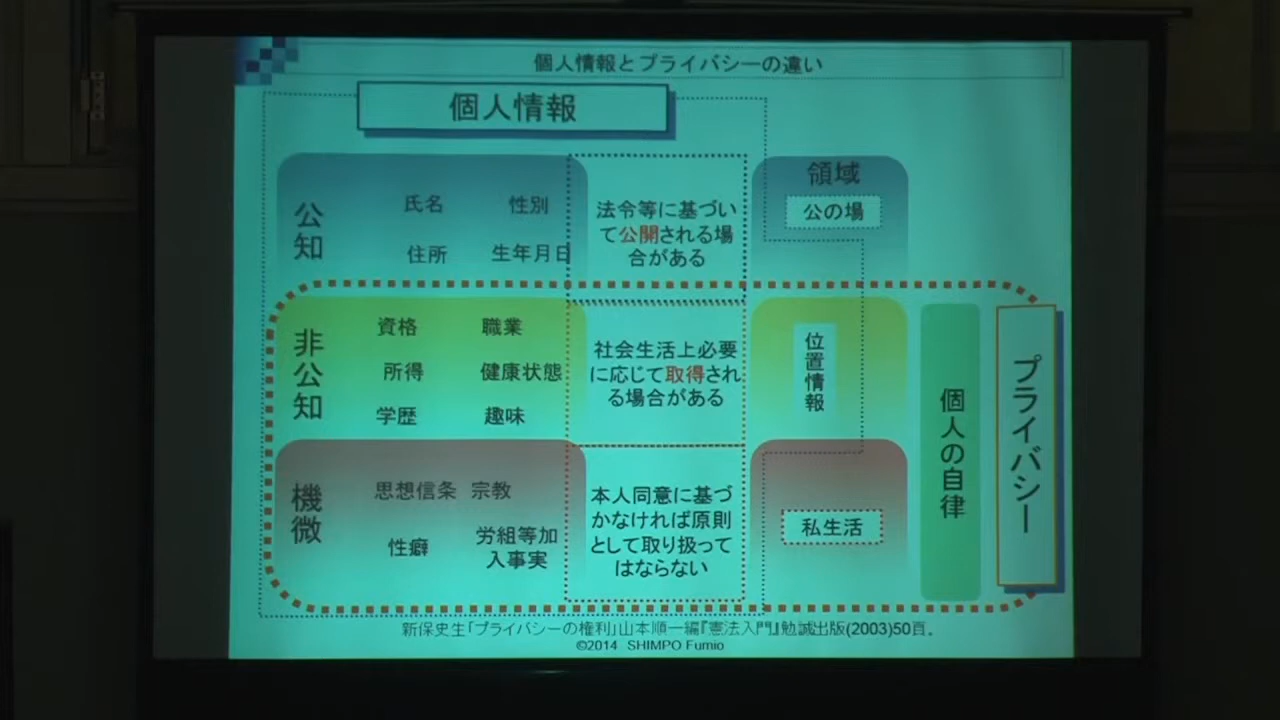 個人情報とプライバシーの違い
個人情報
公知
氏名 性別
住所 生年月日
法令等に基づい
て公開される場
合がある
領域
公の場
非公知
資格 職業
所得 健康状態
学歴 趣味
社会生活上必要
に応じて取得され
る場合がある
位置情報
個人の自律
プライバシー
機微
思想信条 宗教
性癖 労組等加
入事実
本人同意に基づ
かなければ原則
として取り扱って
はならない
私生活
新保史生「プライバシーの権利」山本順一編『憲法入門』勉誠出版(2003)50頁。
©2014 SHIMPO Fumio